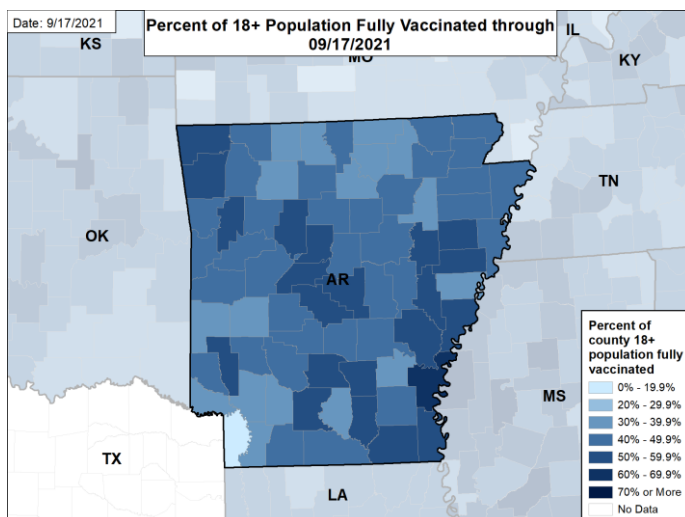 Date: 9/17/2021
Percent of 18+ Population Fully Vaccinated through
09/17/2021
IL
KS
MO
KY
TN
OK
AR
MS
TX
LA
Percent of
county 18+
population fully
vaccinated
0% - 19.9%
20% - 29.9%
30% - 39.9%
40% - 49.9%
50% - 59.9%
60% - 69.9%
70% or More
No Data